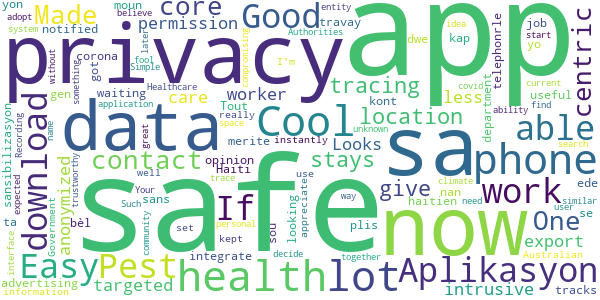 yon adopt moun believe entity idea job start
Made system notified core permission Good travay kap yo
privacy app
Authorities later without something corona got Simple fool compromising I'm dwe telephonrle centric
Healthcare gen waiting care worker tracing less useful covid current find
application Tout kont location department able
data Cool
sansibilizasyon download Recording name great really space instantly unknown merite Looks nan ability search
contact opinion stays sa phone
anonymized expected trustworthy well Haiti trace use way give haitien climate need similar ede
If work
Your sans appreciate plis
Such community personal looking One user se
ta bèl set kept sou decide together now export
Government interface integrate Australian
Easy Pest safe
health lot Aplikasyon
advertising targeted intrusive tracks
information